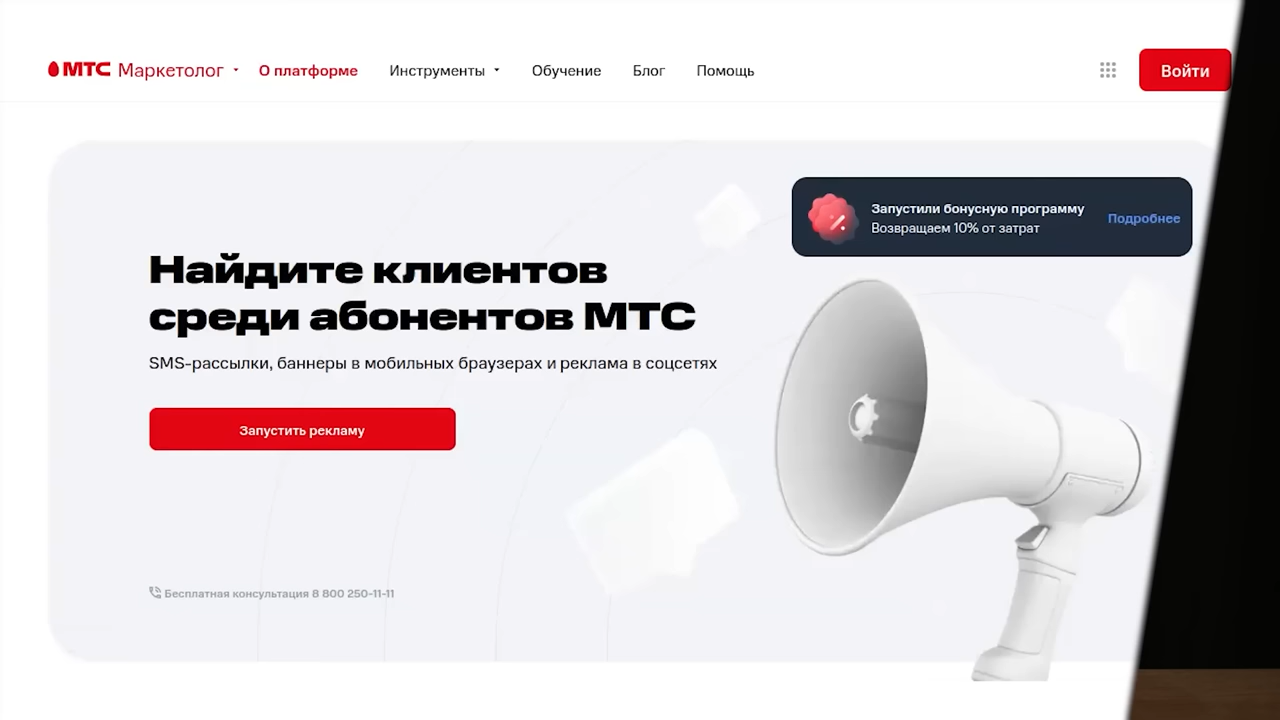 МТС Маркетолог
О платформе
Инструменты
Обучение
Блог
Помощь
Войти
Запустили бонусную программу
Возвращаем 10% от затрат
Подробнее
Найдите клиентов
среди абонентов МТС
SMS-рассылки, баннеры в мобильных браузерах и реклама в соцсетях
Запустить рекламу
Бесплатная консультация 8 800 250-11-11